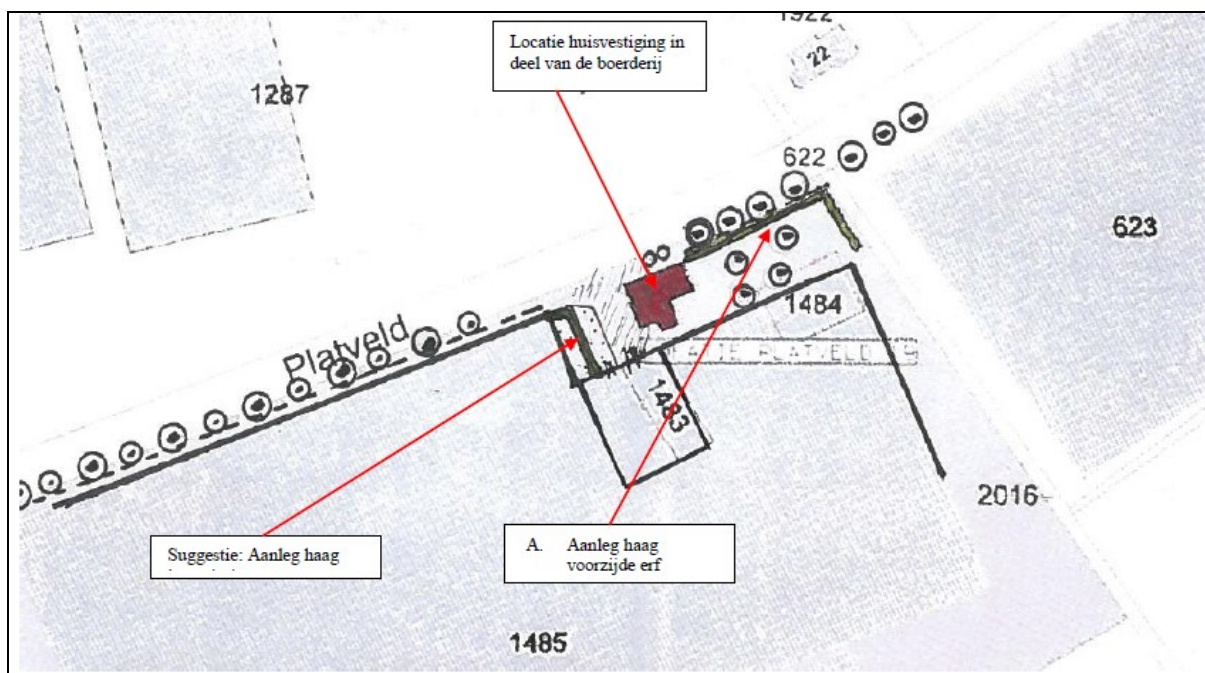 1922
Locatie huisvestiging in
deel van de boerderij
22
1287
622
623
1484
Platveld
PLATVELD
1483
2016
Suggestie: Aanleg haag
A. Aanleg haag
voorzijde erf
1485